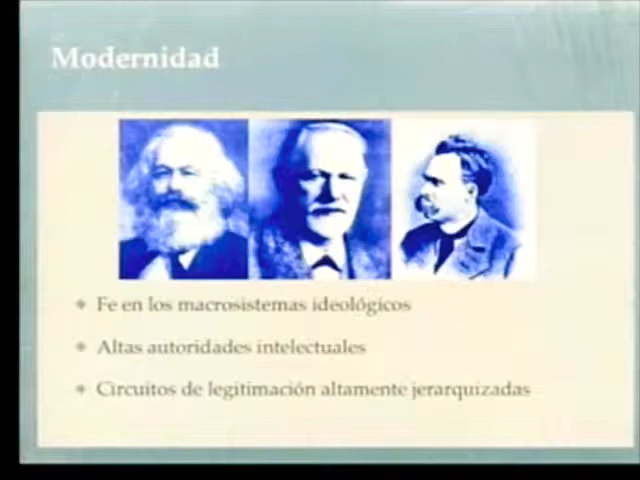 Modernidad
Fe en los macrosistemas ideológicos
Altas autoridades intelectuales
Circuitos de legitimación altamente jerarquizadas